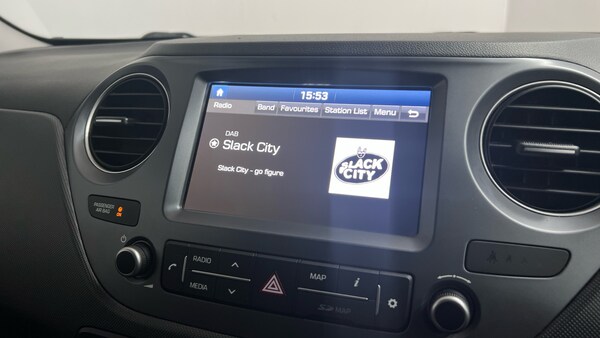 15:53
Radio Band Favourites Station List Menu
DAB
Slack City
Slack City - go figure
SLACK
CITY
PASSENGER
AIR BAG
RADIO
MEDIA
MAP